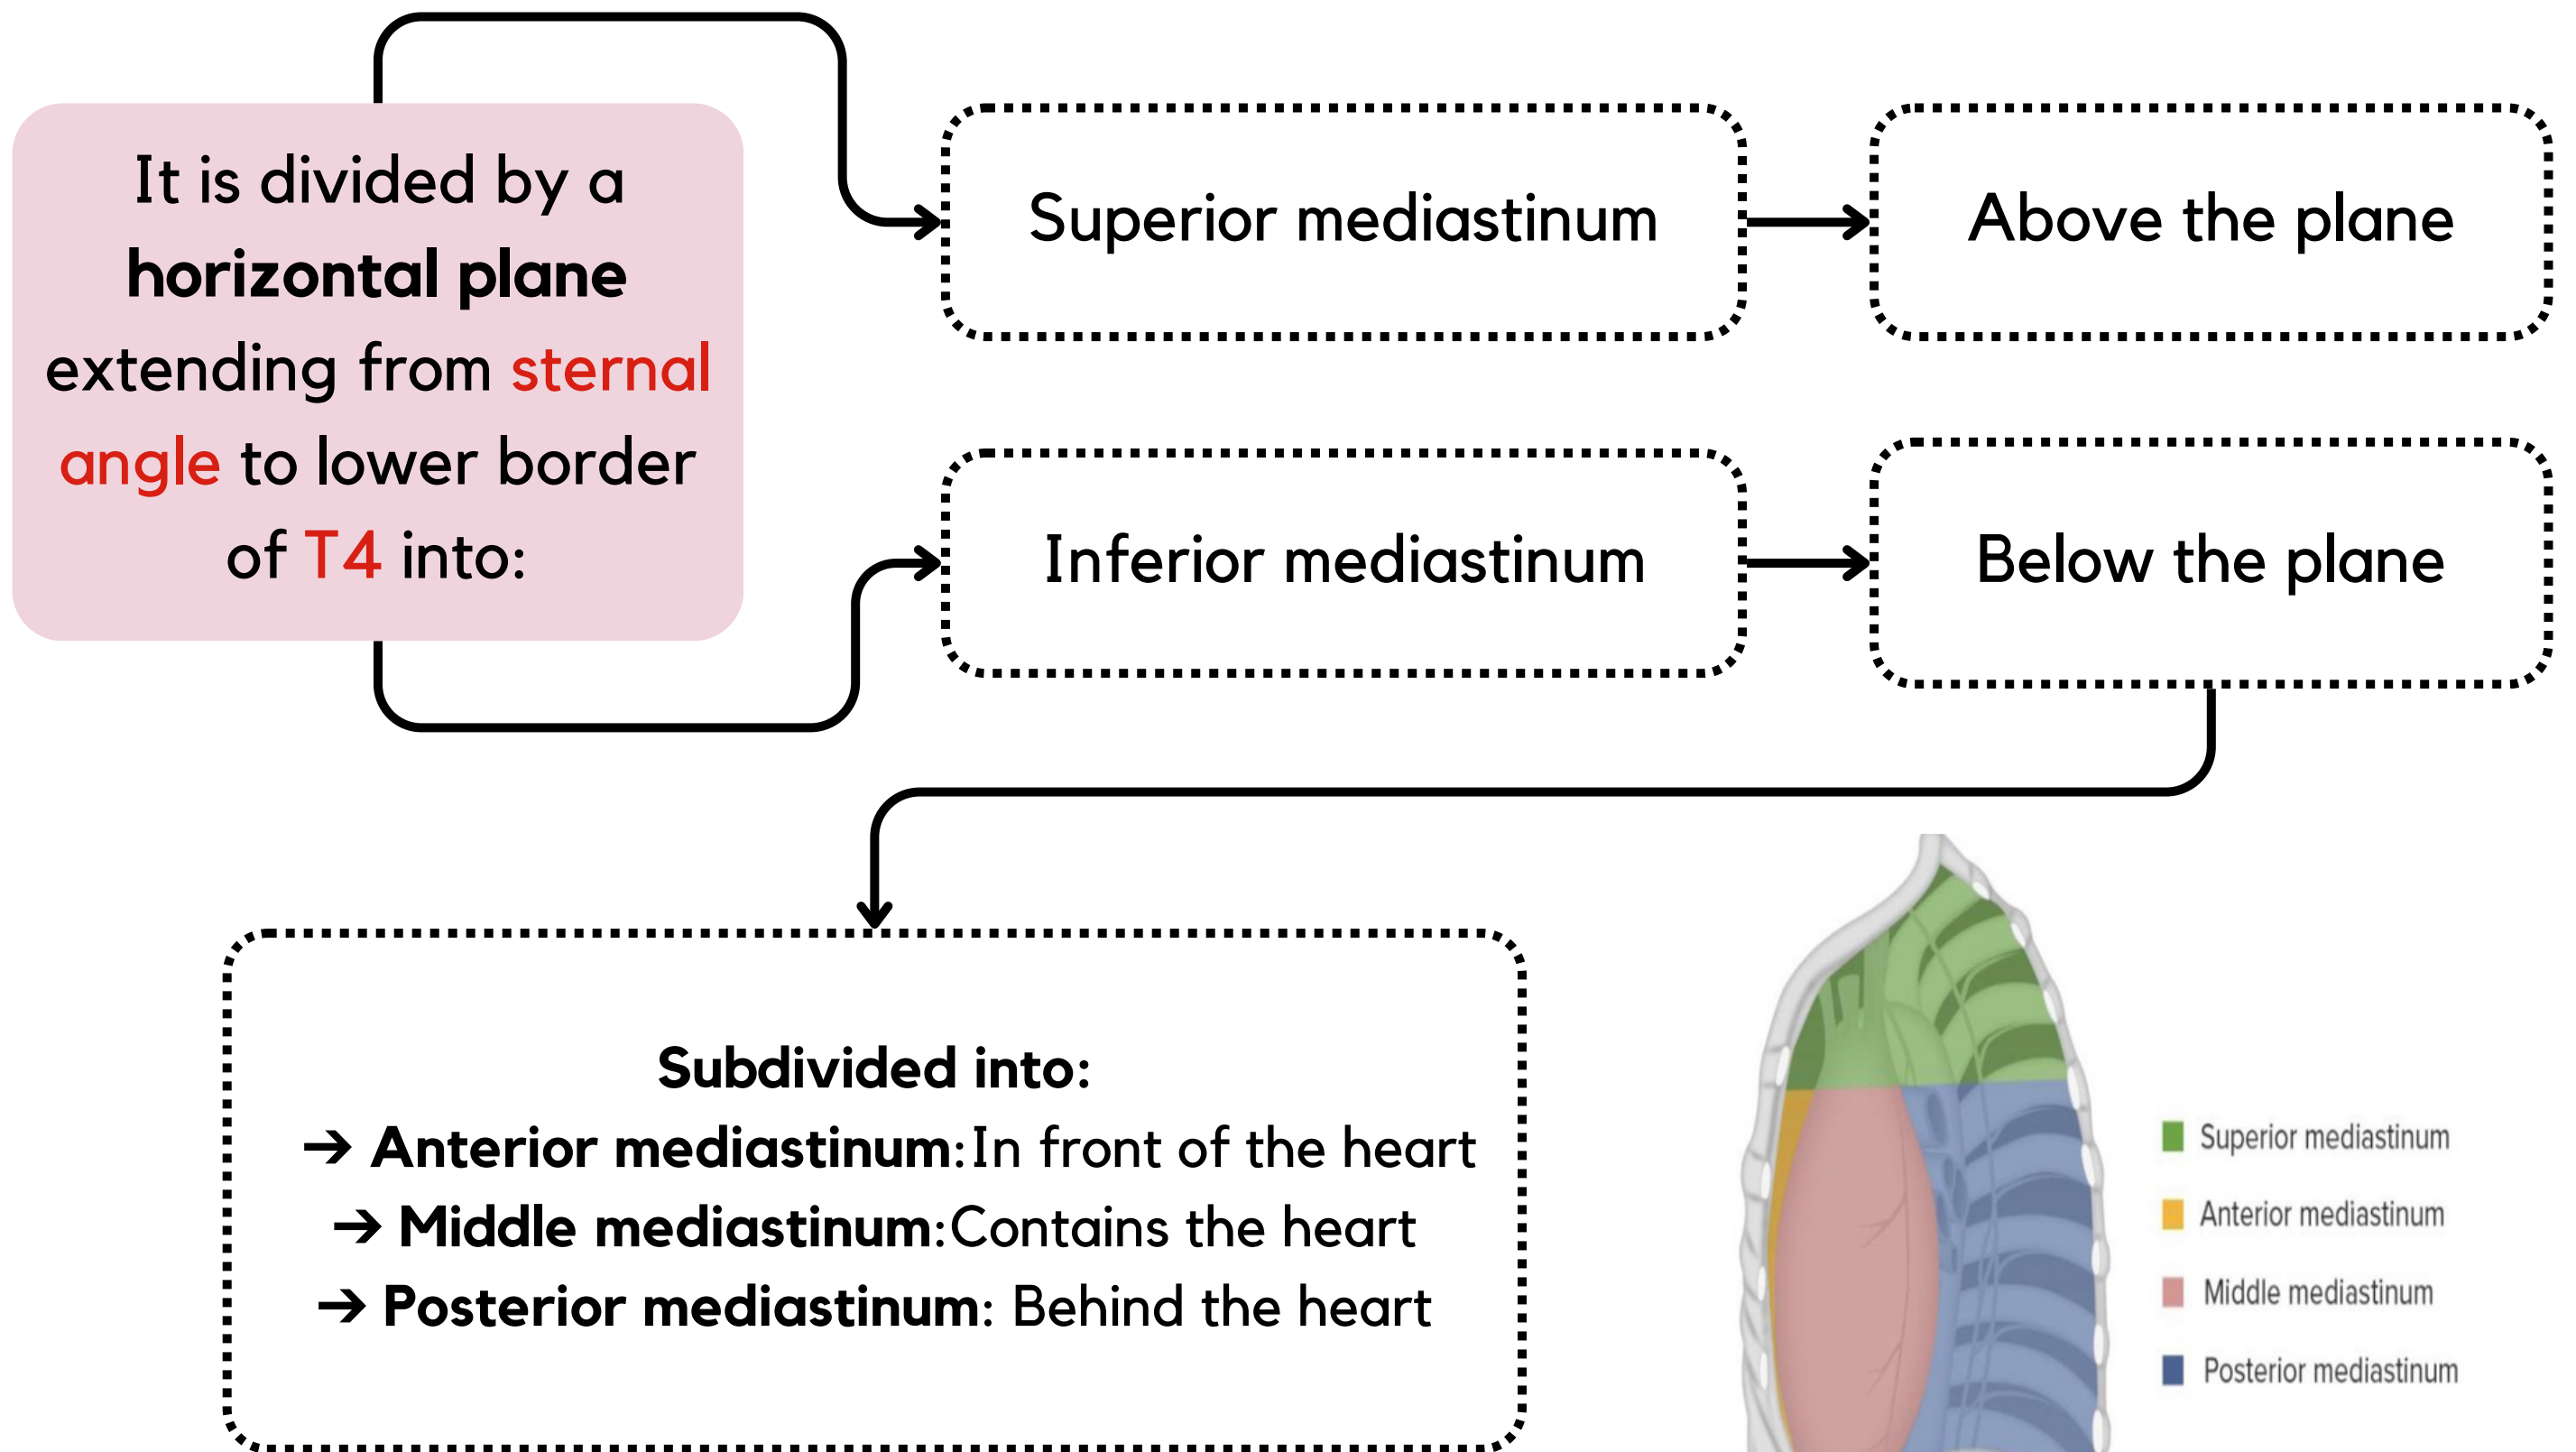 It is divided by a
horizontal plane
extending from sternal
angle to lower border
of T4 into:
Superior mediastinum
Above the plane
Inferior mediastinum
Below the plane
Subdivided into:
→ Anterior mediastinum:In front of the heart
→ Middle mediastinum:Contains the heart
→ Posterior mediastinum: Behind the heart
Superior mediastinum
Anterior mediastinum
Middle mediastinum
Posterior mediastinum